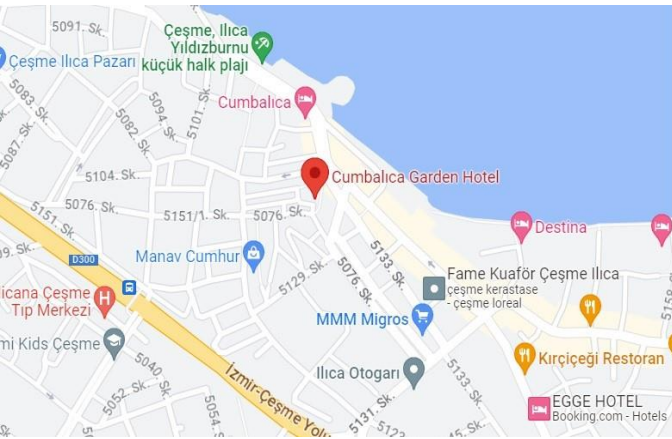 5091. Sk.
Çeşme, Ilıca
Yıldızburnu
küçük halk plajı
Çeşme Ilıca Pazarı
5083. Sk.
5094. Sk.
5101. Sk.
5087. Sk.
Cumbalıca
5104. Sk.
Cumbalıca Garden Hotel
5076. Sk.
5151/1. Sk.
5076. Sk.
5151. Sk.
Destina
D300
Manav Cumhur
5133. Sk.
5129. Sk.
5076. Sk.
Fame Kuaför Çeşme Ilıca
çeşme kerastase
- çeşme loreal
icana Çeşme
Tıp Merkezi
MMM Migros
mi Kids Çeşme
5040. Sk.
Ilıca Otogarı
Kırçiçeği Restoran
5133. Sk.
İzmir-Çeşme Yolu
5052. Sk.
5054.
5131. Sk.
EGGE HOTEL
Booking.com - Hotels